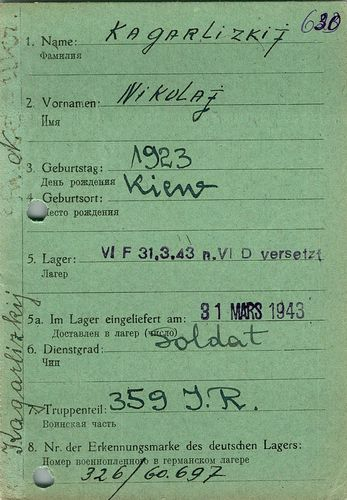 630
1. Name: Kagarlizkij
Фамилия
2. Vornamen: Nikolaj
Имя
3. Geburtstag: 1923
День рождения
4. Geburtsort: Kiew
Место рождения
5. Lager: VI F 31.3.43 n. VI D versetzt
Лагер
5a. Im Lager eingeliefert am: 31 MARS 1943
Доставлен в лагер (число)
6. Dienstgrad: Soldat
Чин
7. Truppenteil: 359 J.R.
Воинская часть
8. Nr. der Erkennungsmarke des deutschen Lagers:
Номер военнопленного в германском лагере
326/60.697
Kagarlizkij